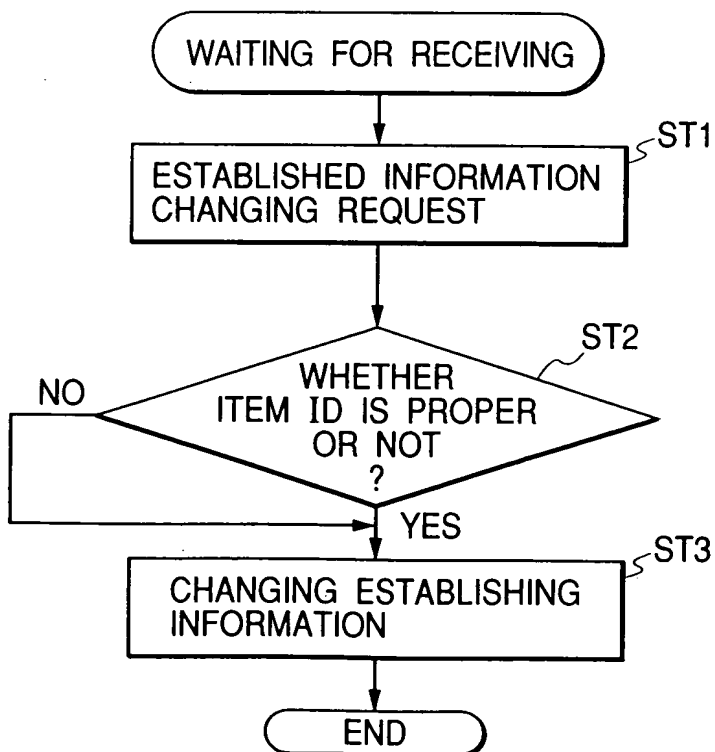 WAITING FOR RECEIVING
ST1
ESTABLISHED INFORMATION
CHANGING REQUEST
ST2
NO
WHETHER
ITEM ID IS PROPER
OR NOT
?
YES
ST3
CHANGING ESTABLISHING
INFORMATION
END